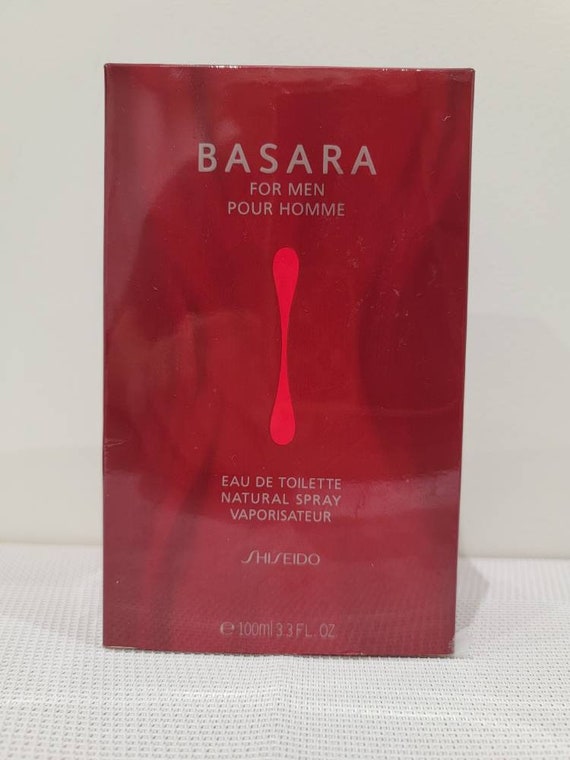 BASARA
FOR MEN
POUR HOMME
EAU DE TOILETTE
NATURAL SPRAY
VAPORISATEUR
SHISEIDO
℮ 100ml 3.3 FL. OZ